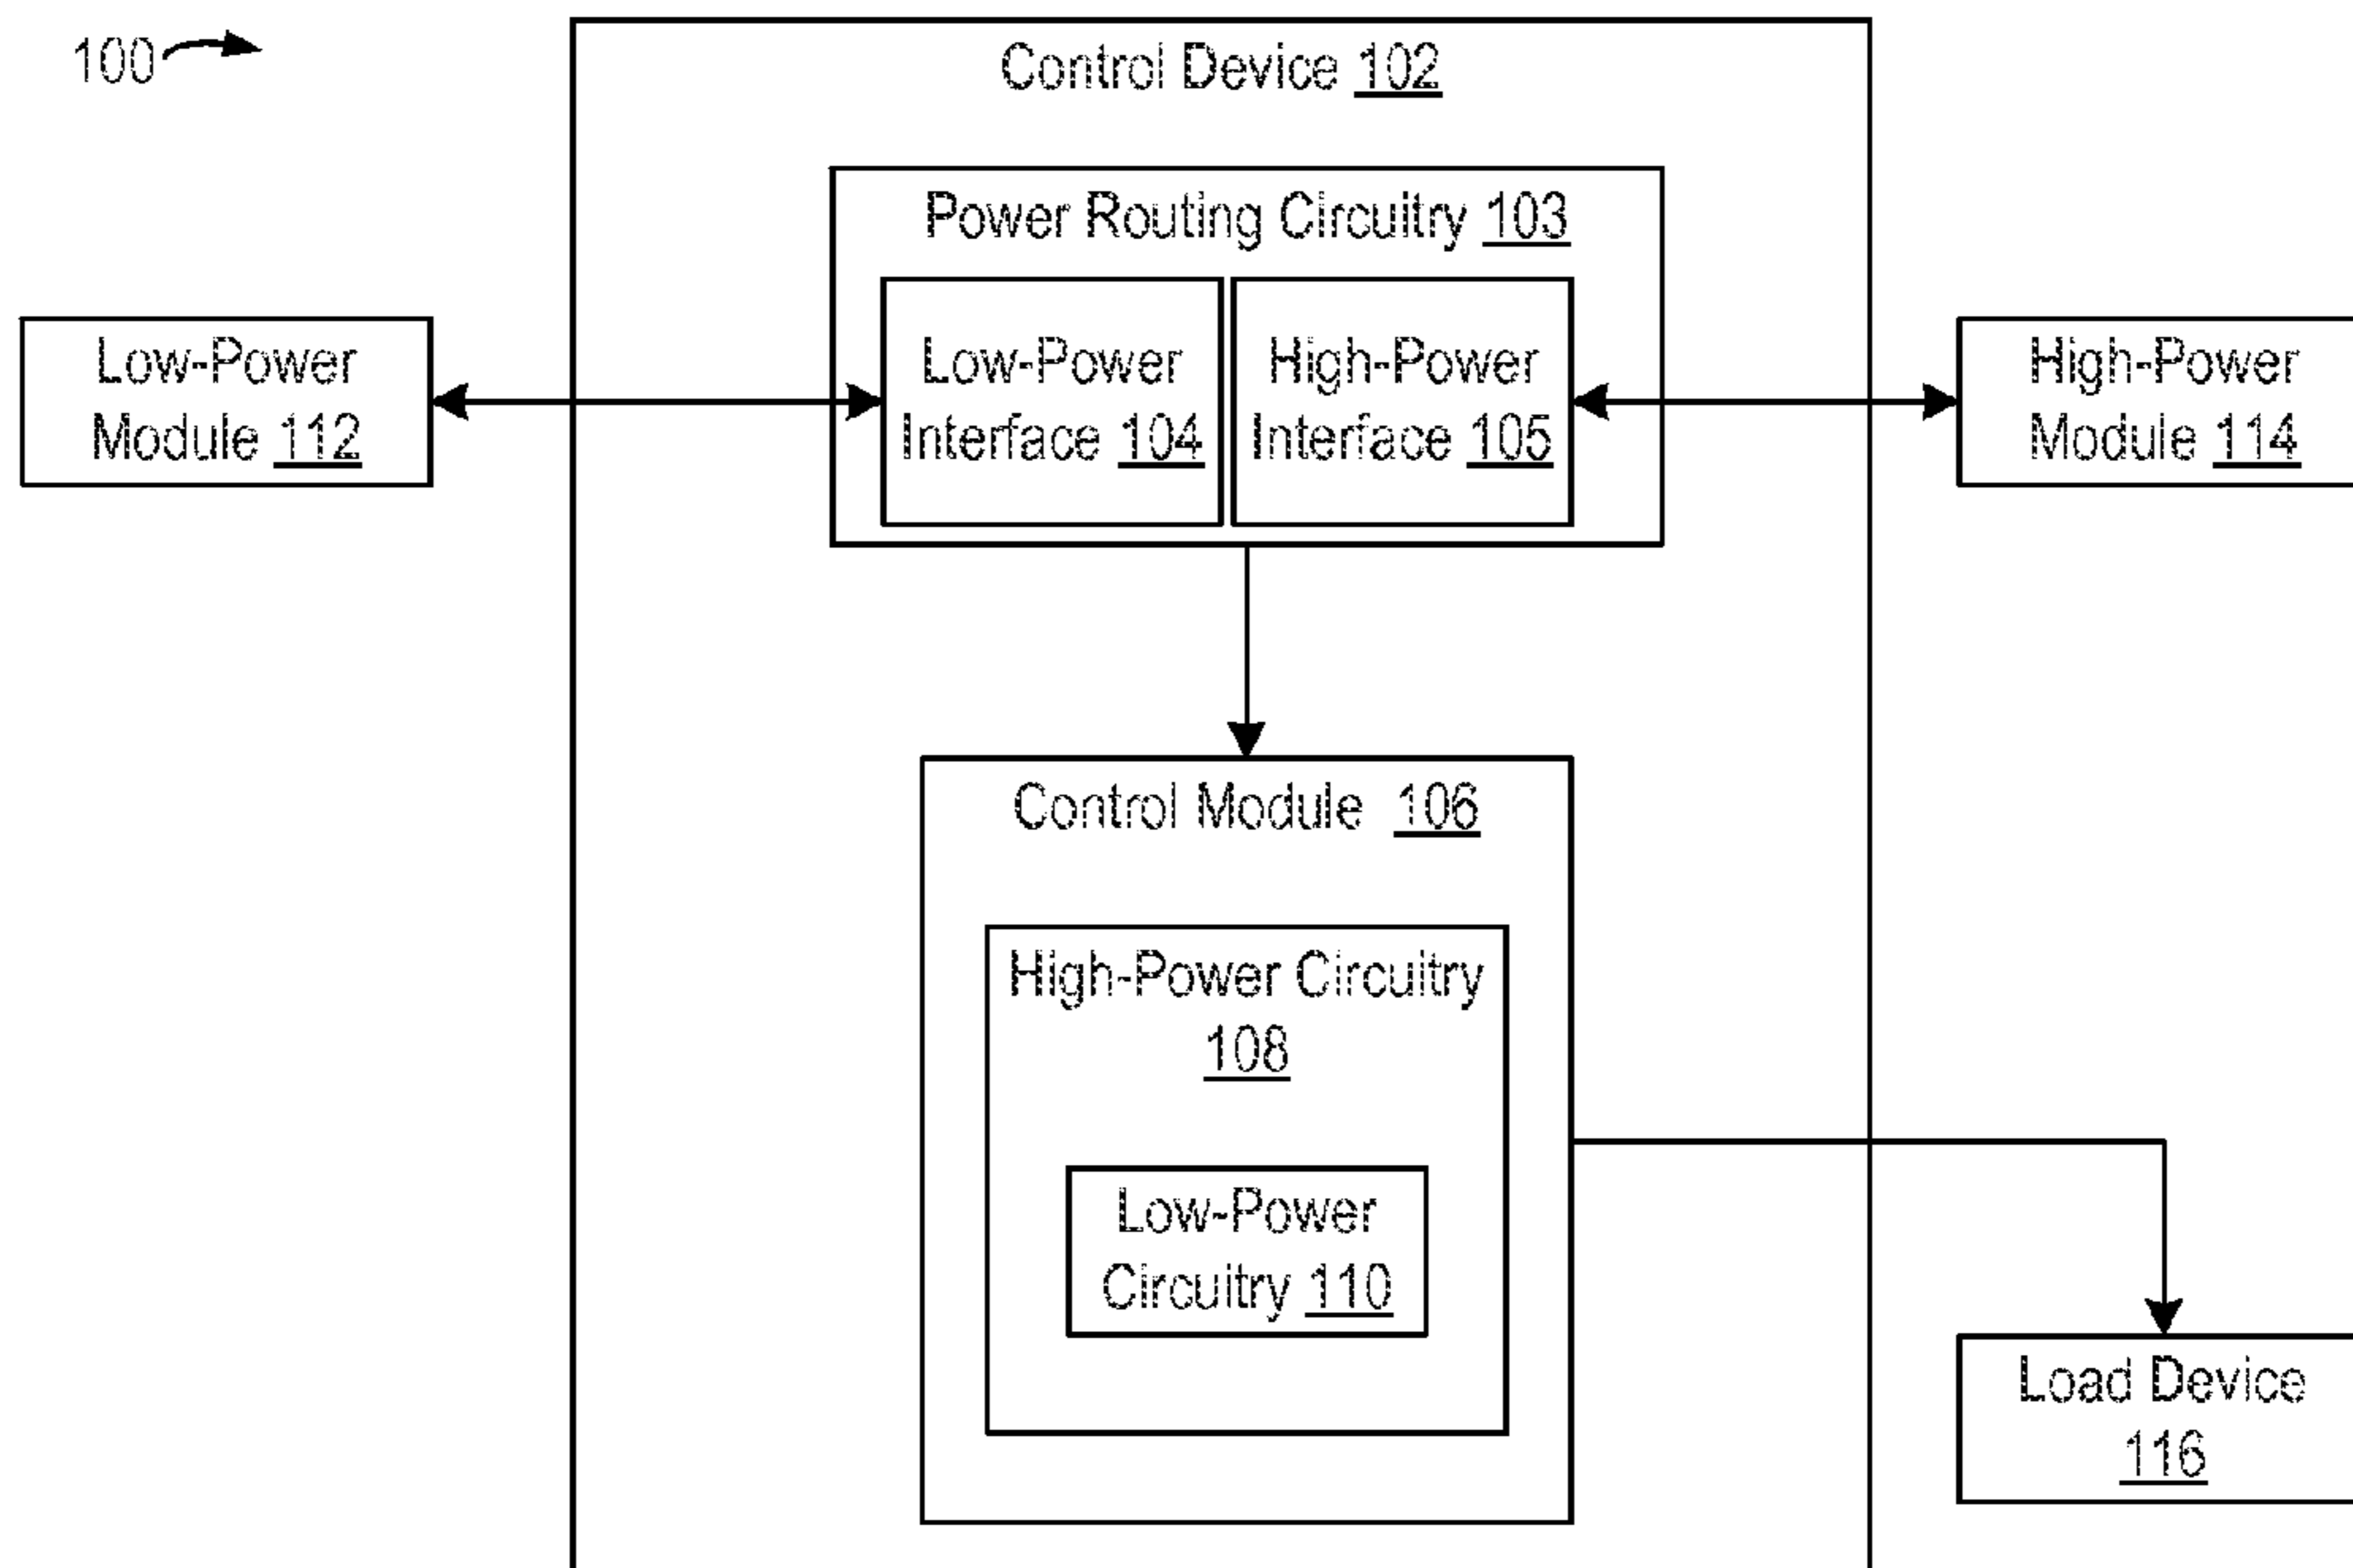 100
Control Device 102
Power Routing Circuitry 103
Low-Power
Module 112
Low-Power
Interface 104
High-Power
Interface 105
High-Power
Module 114
Control Module 106
High-Power Circuitry
108
Low-Power
Circuitry 110
Load Device
116